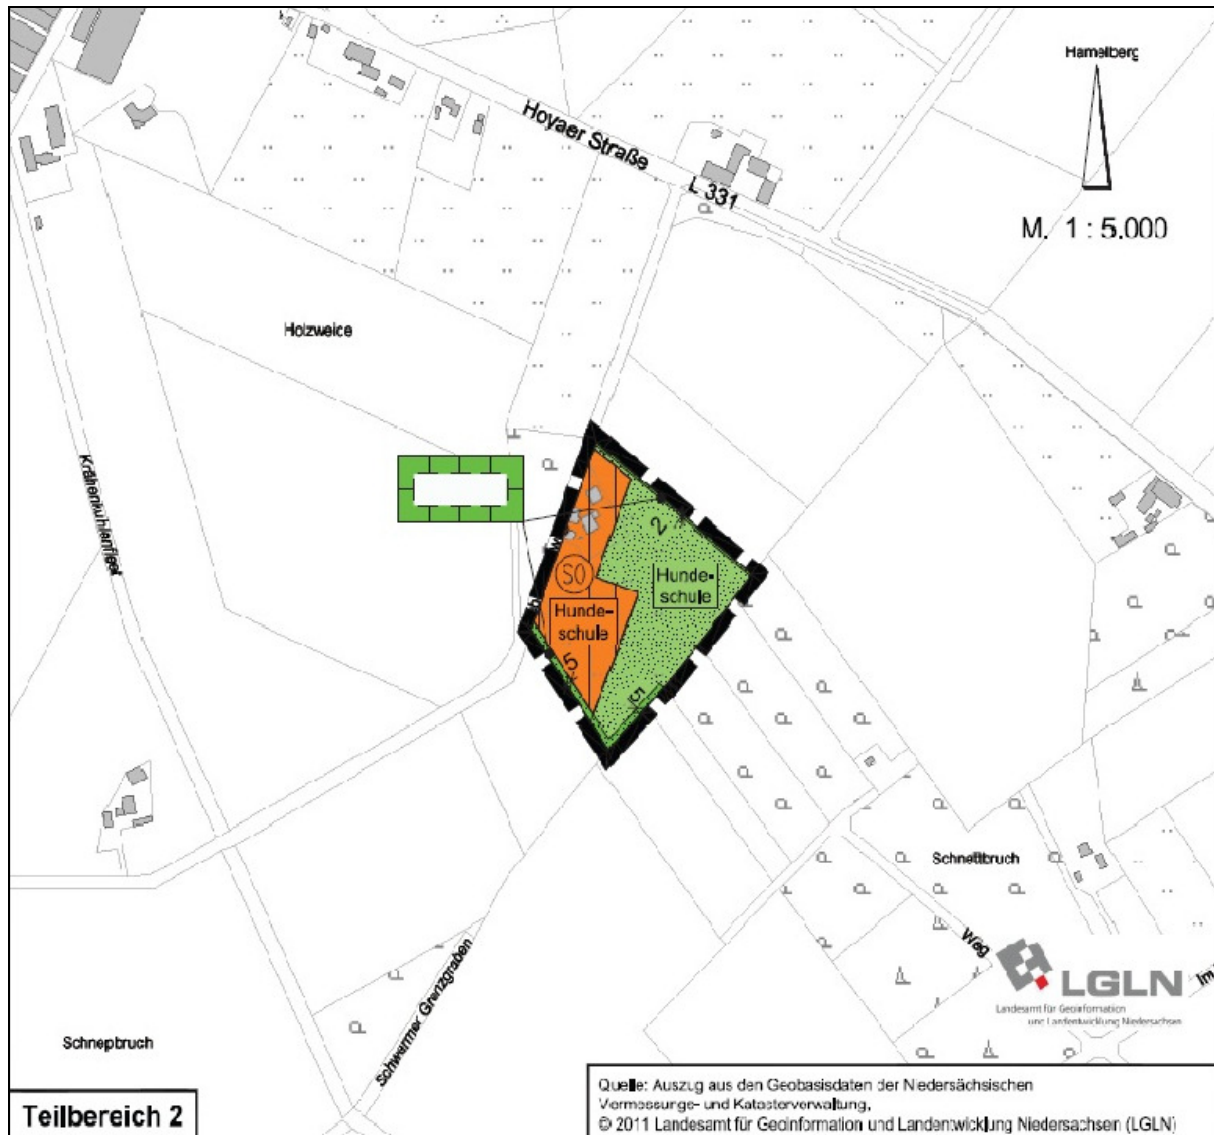 Hamelberg
Hoyaer Straße
L 331
M. 1 : 5.000
Holzweide
Krähenkuhlenfleet
2
SO
Hunde-
schule
Hunde-
schule
5
5
Schnettbruch
Weg
LGLN
Landesamt für Geoinformation
und Landentwicklung Niedersachsen
Schwarmer Grenzgraben
Schnepbruch
Teilbereich 2
Quelle: Auszug aus den Geobasisdaten der Niedersächsischen
Vermessungs- und Katasterverwaltung,
© 2011 Landesamt für Geoinformation und Landentwicklung Niedersachsen (LGLN)